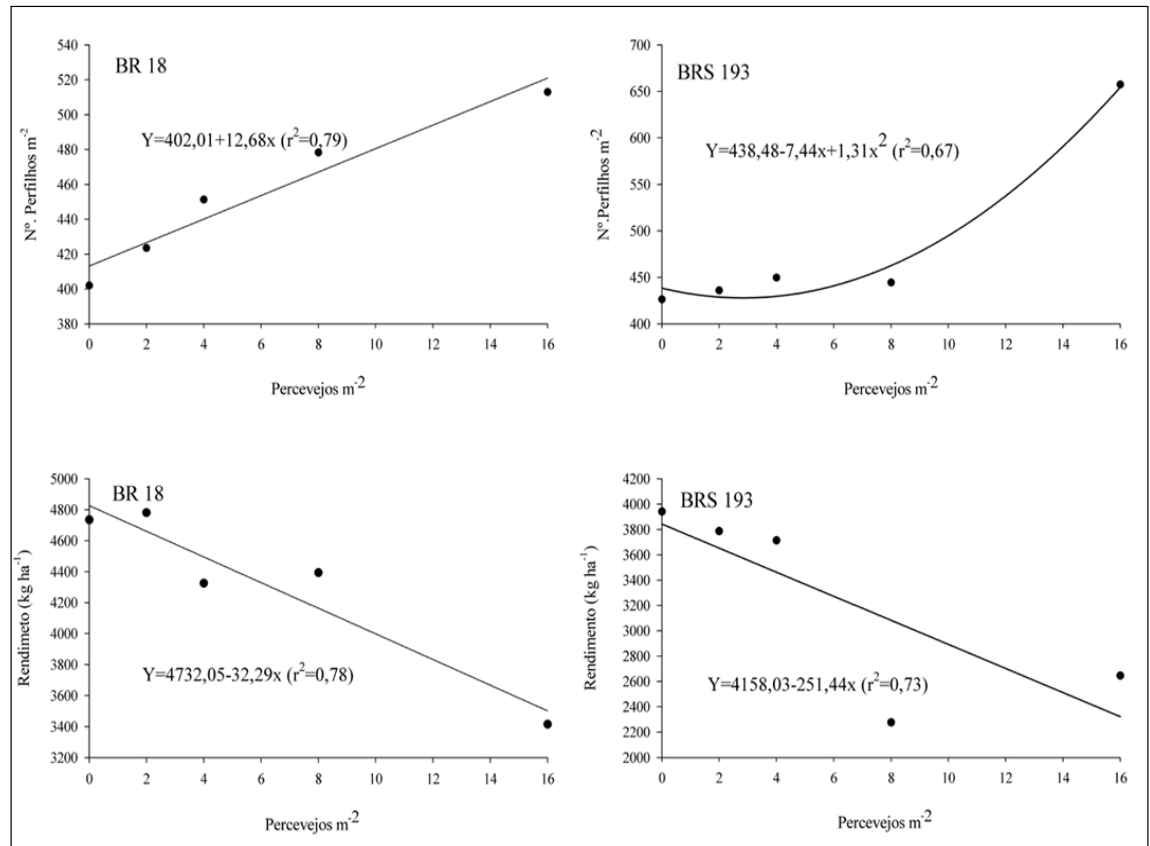 BR 18
Nº. Perfilhos m-2
540
520
500
480
460
440
420
400
380
Y=402,01+12,68x (r2=0,79)
0 2 4 6 8 10 12 14 16
Percevejos m-2
BRS 193
Nº.Perfilhos m-2
700
650
600
550
500
450
400
Y=438,48-7,44x+1,31x2 (r2=0,67)
0 2 4 6 8 10 12 14 16
Percevejos m-2
BR 18
Rendimeto (kg ha-1)
5000
4800
4600
4400
4200
4000
3800
3600
3400
3200
Y=4732,05-32,29x (r2=0,78)
0 2 4 6 8 10 12 14 16
Percevejos m-2
BRS 193
Rendimento (kg ha-1)
4200
4000
3800
3600
3400
3200
3000
2800
2600
2400
2200
2000
Y=4158,03-251,44x (r2=0,73)
0 2 4 6 8 10 12 14 16
Percevejos m-2